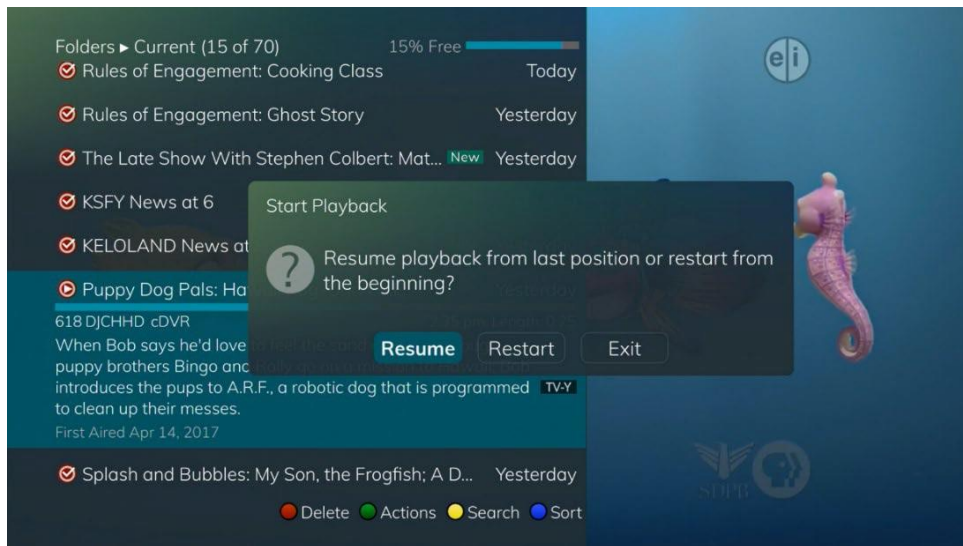 Folders ▸ Current (15 of 70) 15% Free
Rules of Engagement: Cooking Class Today
Rules of Engagement: Ghost Story Yesterday
The Late Show With Stephen Colbert: Mat... New Yesterday
KSFY News at 6
KELOLAND News at
Puppy Dog Pals: Ha Yesterday
618 DJCHHD cDVR
When Bob says he'd love
puppy brothers Bingo and
introduces the pups to A.R.F., a robotic dog that is programmed TV-Y
to clean up their messes.
First Aired Apr 14, 2017
Splash and Bubbles: My Son, the Frogfish; A D... Yesterday
Delete Actions Search Sort
Start Playback
Resume playback from last position or restart from
the beginning?
Resume Restart Exit
e i
SDPB